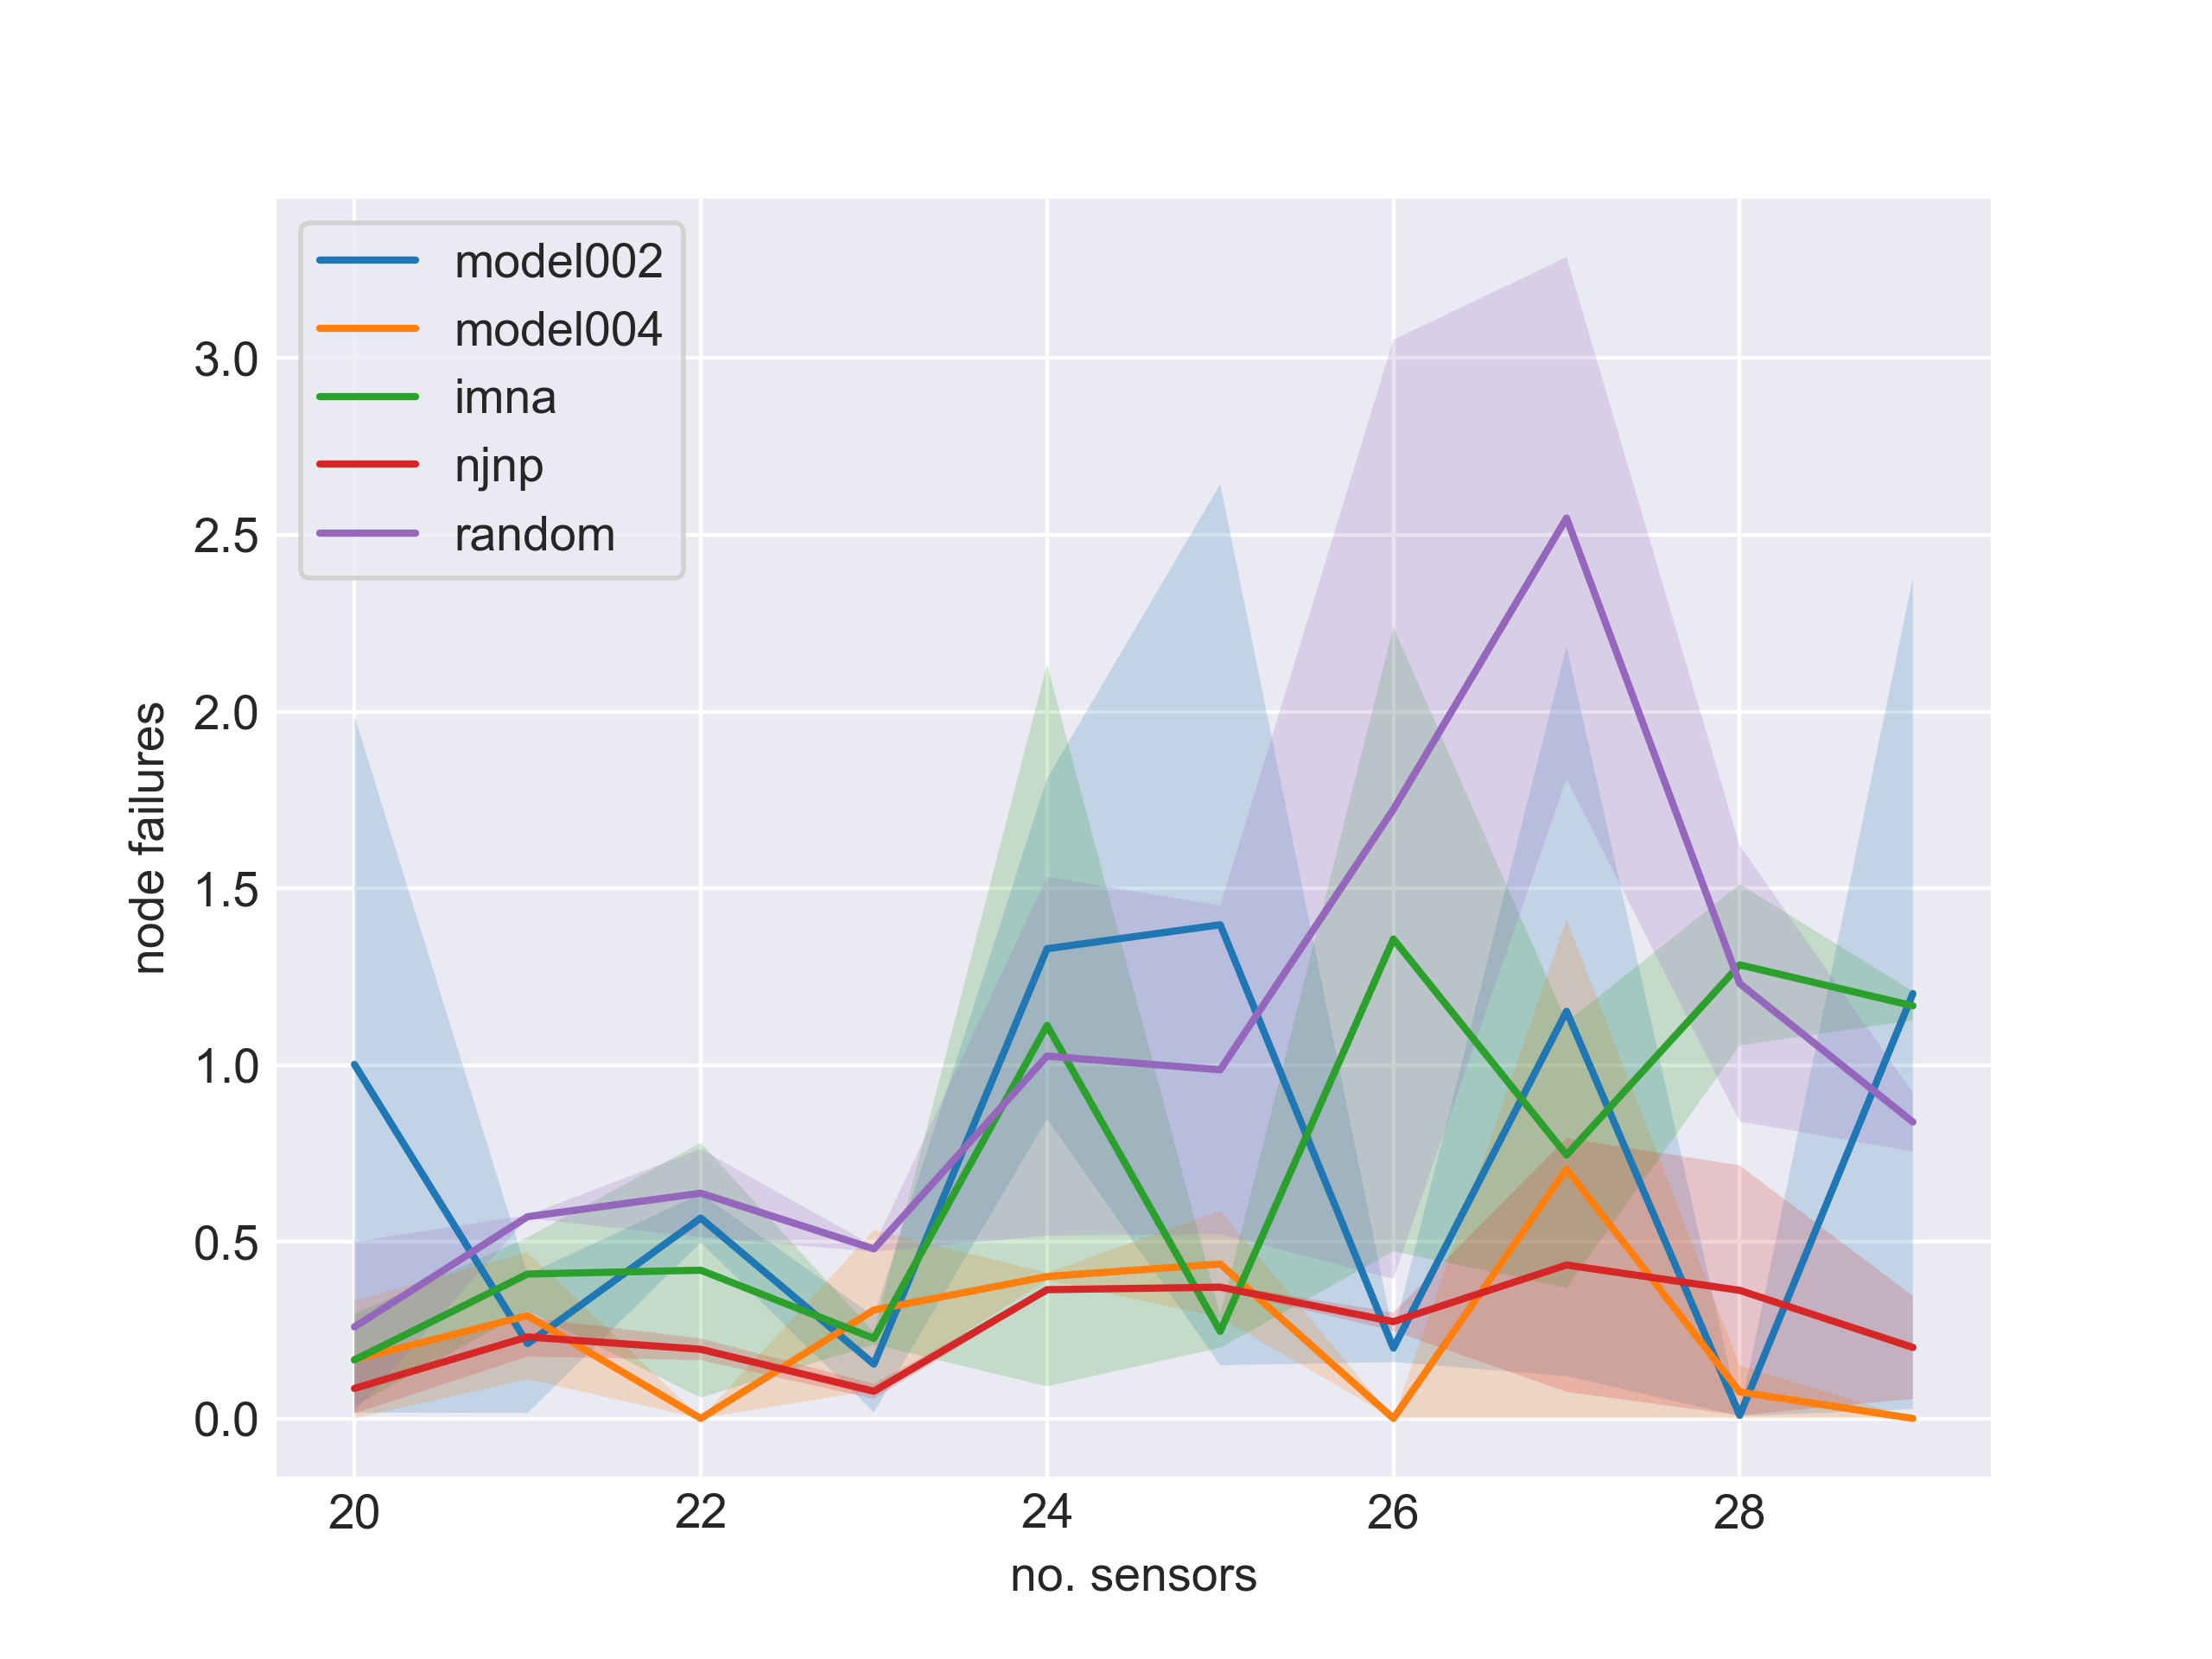 model002
model004
imna
njnp
random
3.0
2.5
2.0
1.5
1.0
0.5
0.0
node failures
20 22 24 26 28
no. sensors